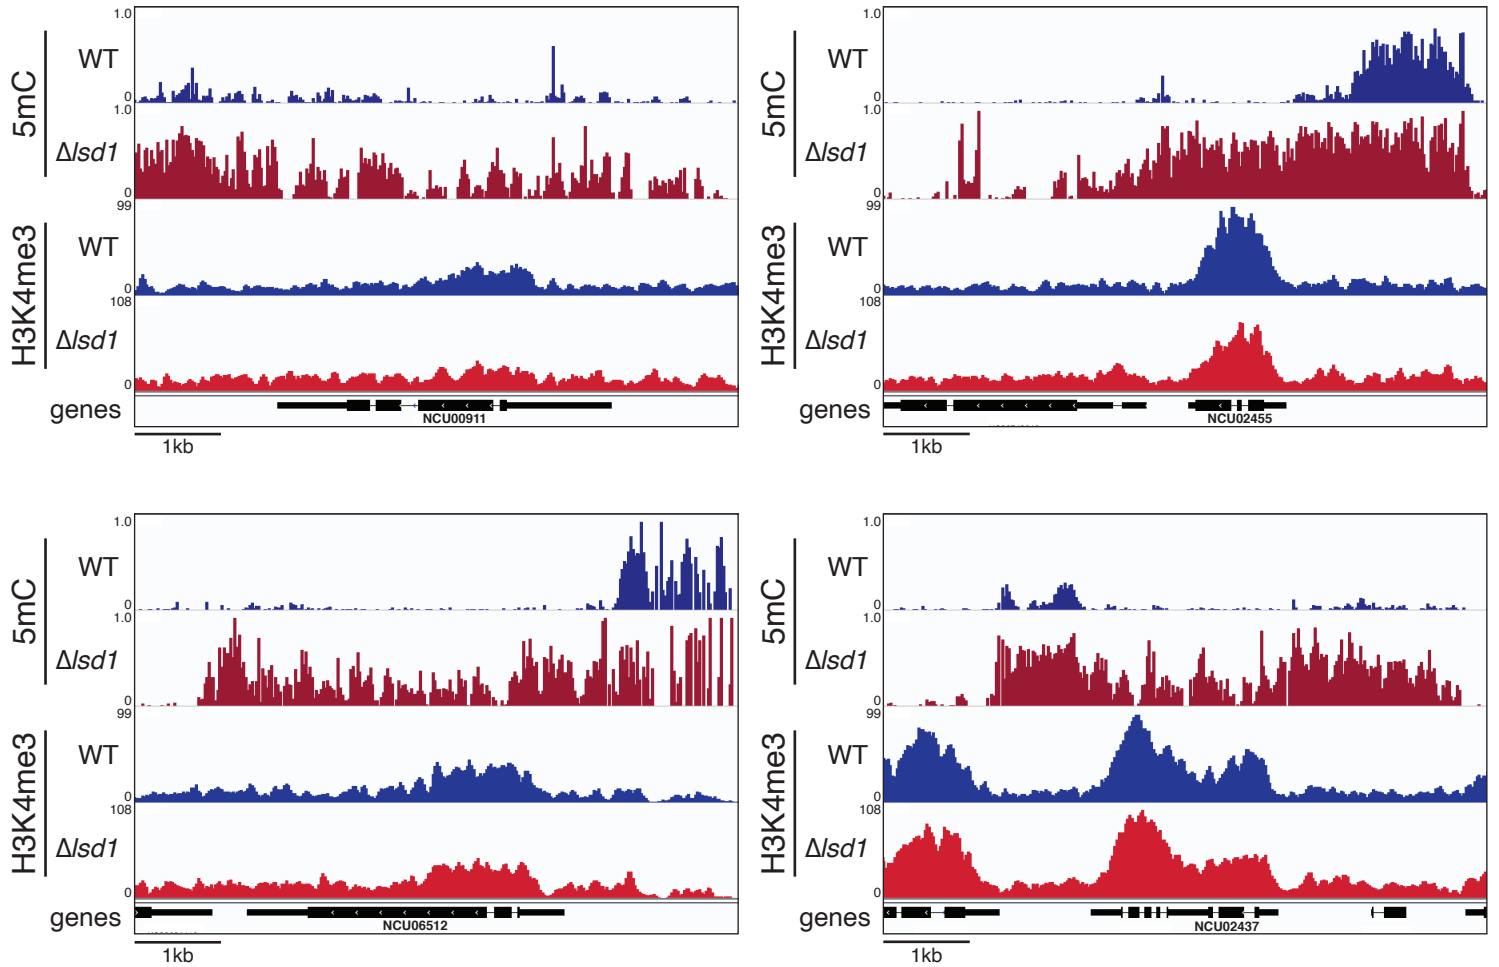 1.0
5mC
WT
0
1.0
Δlsd1
0
99
H3K4me3
WT
0
108
Δlsd1
0
genes
NCU00911
1kb
1.0
5mC
WT
0
1.0
Δlsd1
0
99
H3K4me3
WT
0
108
Δlsd1
0
genes
NCU02455
1kb
1.0
5mC
WT
0
1.0
Δlsd1
0
99
H3K4me3
WT
0
108
Δlsd1
0
genes
NCU06512
1kb
1.0
5mC
WT
0
1.0
Δlsd1
0
99
H3K4me3
WT
0
108
Δlsd1
0
genes
NCU02437
1kb